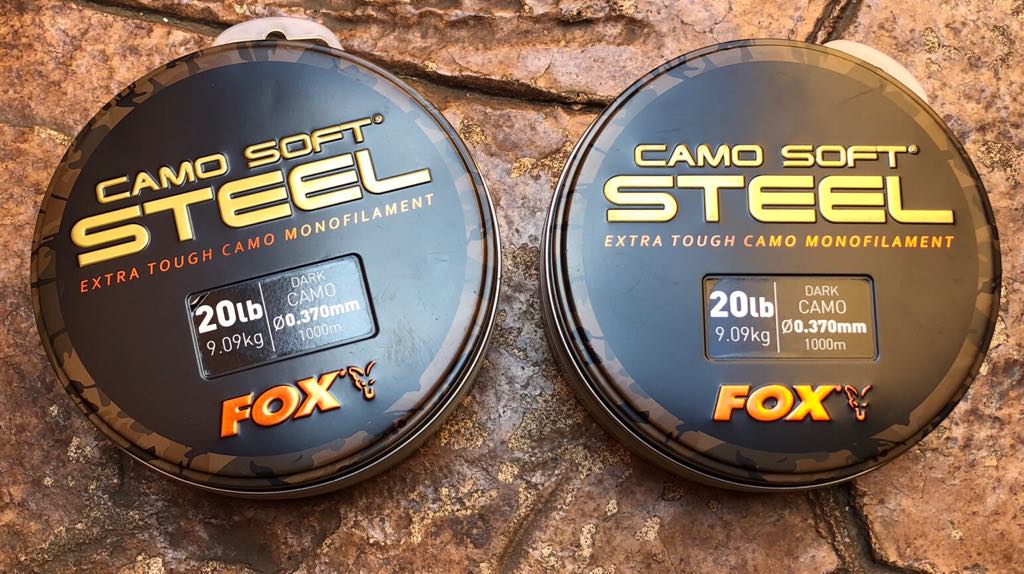 CAMO SOFT®
STEEL
EXTRA TOUGH CAMO MONOFILAMENT
20lb
9.09kg
DARK
CAMO
Ø0.370mm
1000m
FOX®
CAMO SOFT®
STEEL
EXTRA TOUGH CAMO MONOFILAMENT
20lb
9.09kg
DARK
CAMO
Ø0.370mm
1000m
FOX®